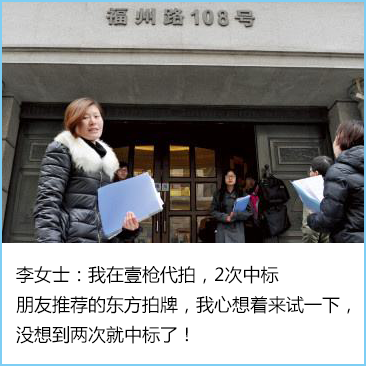 福州路108号
李女士：我在壹枪代拍，2次中标
朋友推荐的东方拍牌，我心想着来试一下，
没想到两次就中标了！